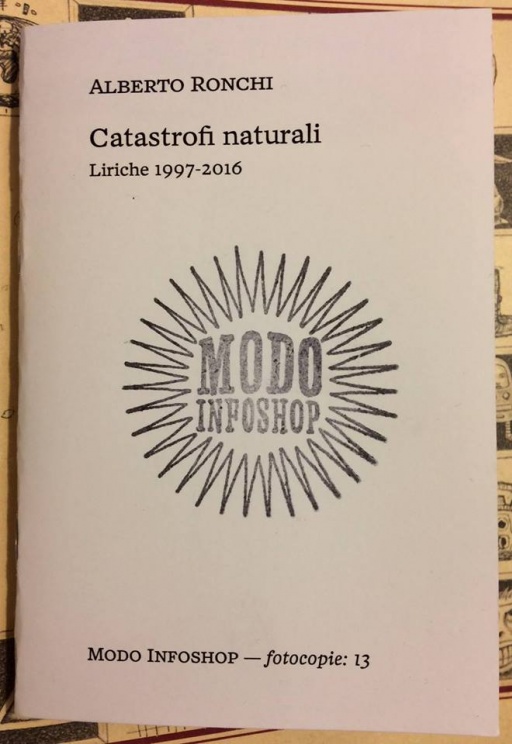 ALBERTO RONCHI
Catastrofi naturali
Liriche 1997-2016
MODO
INFOSHOP
MODO INFOSHOP — fotocopie: 13